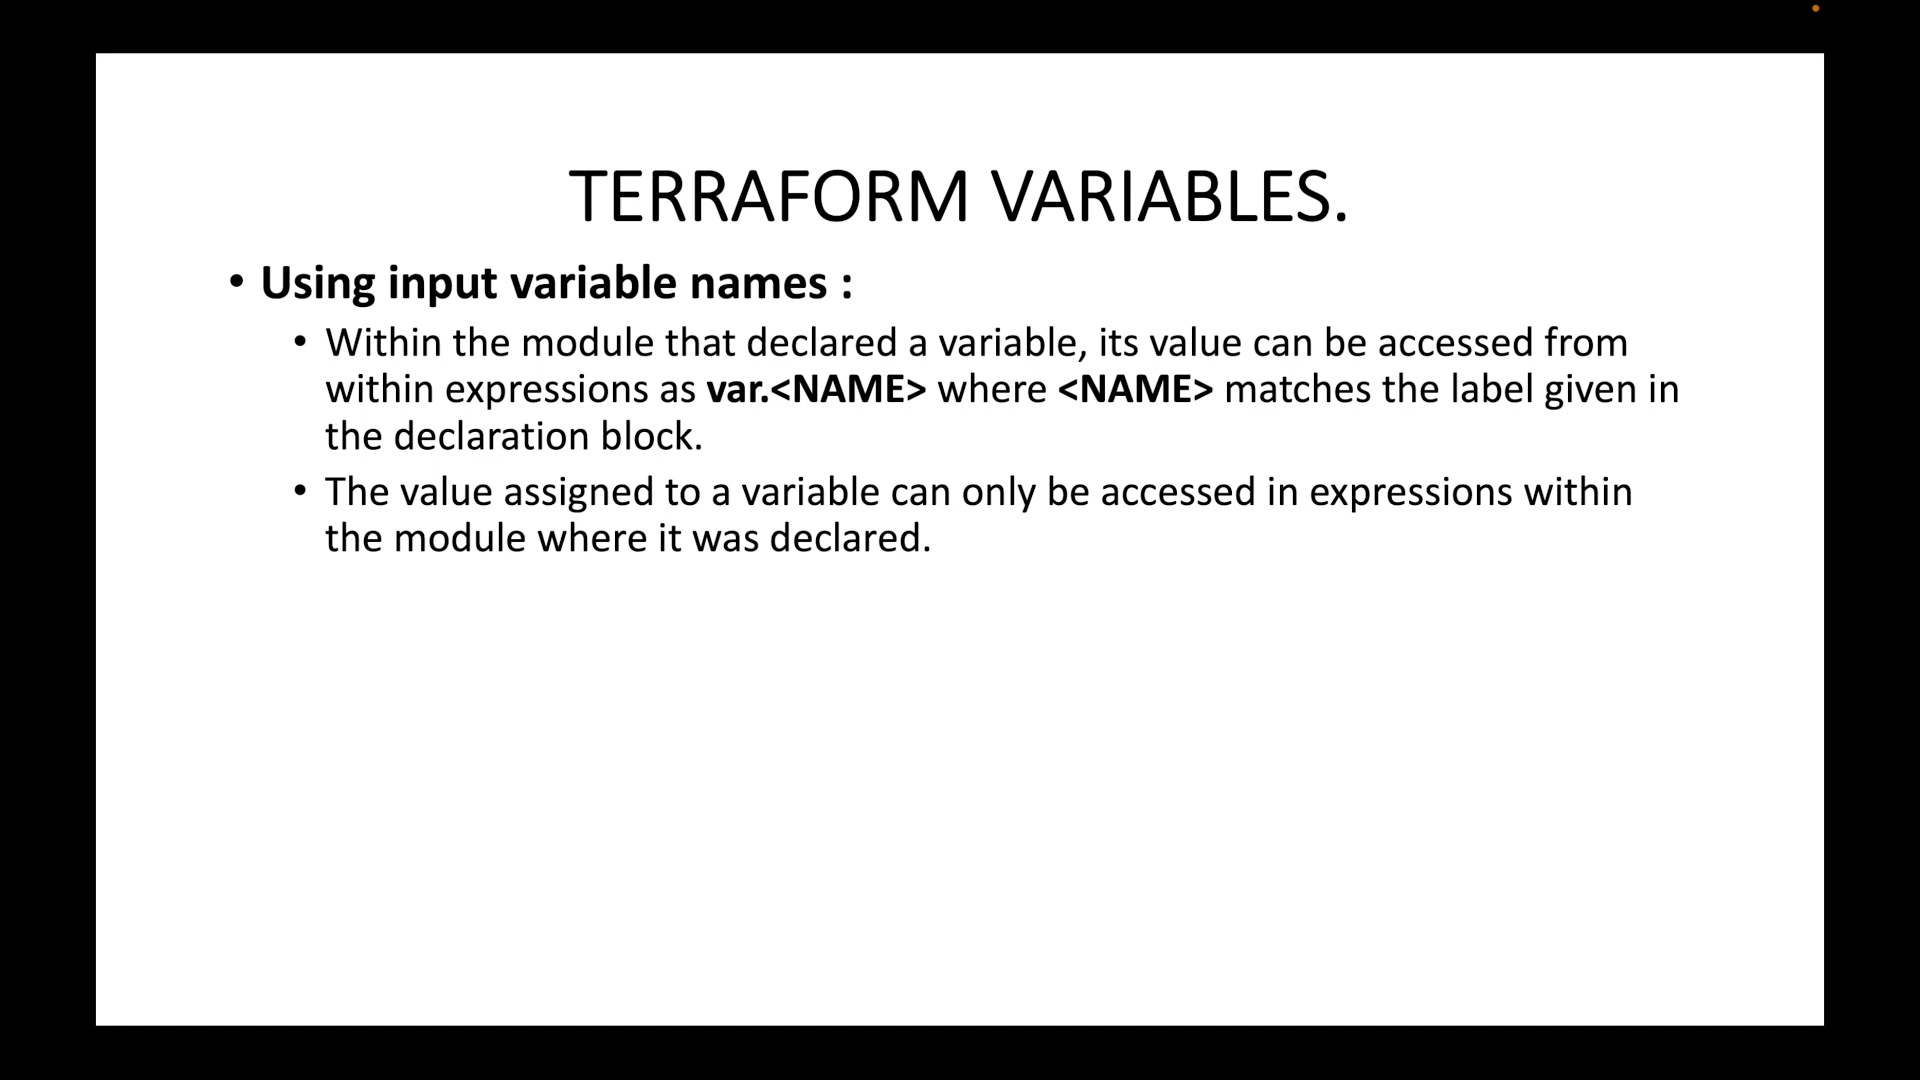 TERRAFORM VARIABLES.
• Using input variable names :
• Within the module that declared a variable, its value can be accessed from
within expressions as var.<NAME> where <NAME> matches the label given in
the declaration block.
• The value assigned to a variable can only be accessed in expressions within
the module where it was declared.